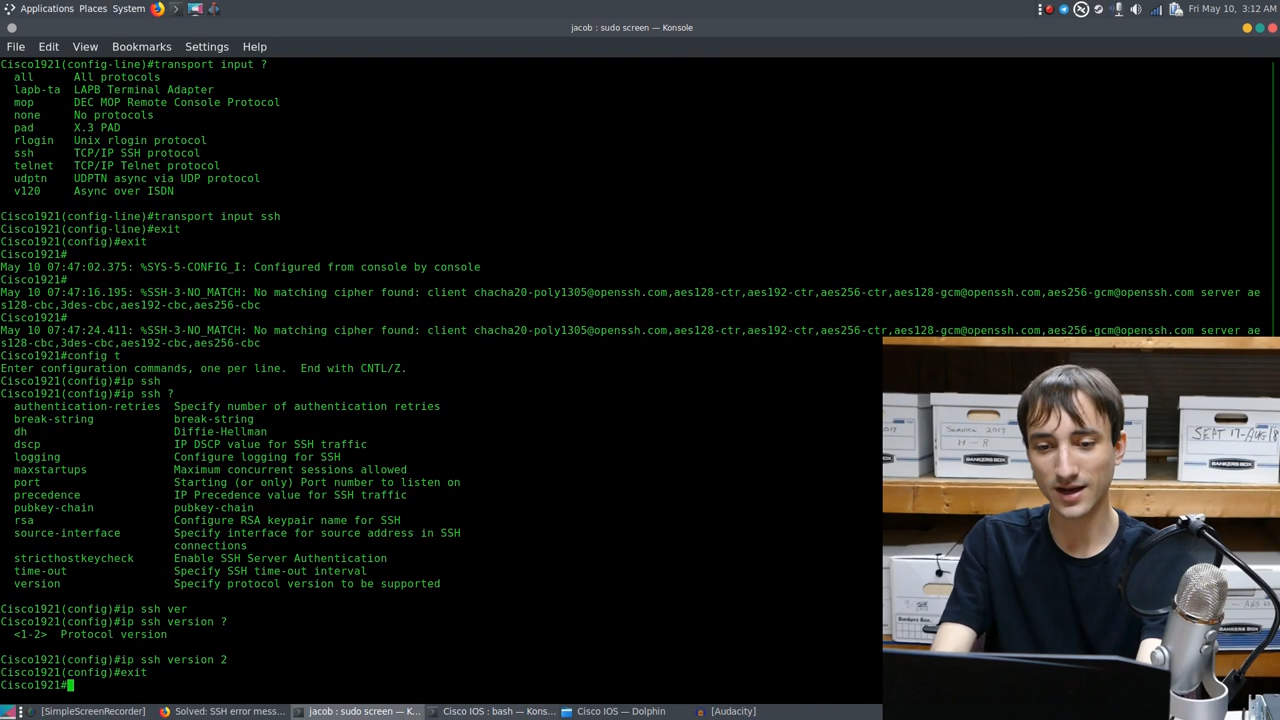 Applications Places System
Fri May 10, 3:12 AM
jacob : sudo screen — Konsole
File Edit View Bookmarks Settings Help
Cisco1921(config-line)#transport input ?
all All protocols
lapb-ta LAPB Terminal Adapter
mop DEC MOP Remote Console Protocol
none No protocols
pad X.3 PAD
rlogin Unix rlogin protocol
ssh TCP/IP SSH protocol
telnet TCP/IP Telnet protocol
udptn UDPTN async via UDP protocol
v120 Async over ISDN
Cisco1921(config-line)#transport input ssh
Cisco1921(config-line)#exit
Cisco1921(config)#exit
Cisco1921#
May 10 07:47:02.375: %SYS-5-CONFIG_I: Configured from console by console
Cisco1921#
May 10 07:47:16.195: %SSH-3-NO_MATCH: No matching cipher found: client chacha20-poly1305@openssh.com,aes128-ctr,aes192-ctr,aes256-ctr,aes128-gcm@openssh.com,aes256-gcm@openssh.com server ae
s128-cbc,3des-cbc,aes192-cbc,aes256-cbc
Cisco1921#
May 10 07:47:24.411: %SSH-3-NO_MATCH: No matching cipher found: client chacha20-poly1305@openssh.com,aes128-ctr,aes192-ctr,aes256-ctr,aes128-gcm@openssh.com,aes256-gcm@openssh.com server ae
s128-cbc,3des-cbc,aes192-cbc,aes256-cbc
Cisco1921#config t
Enter configuration commands, one per line. End with CNTL/Z.
Cisco1921(config)#ip ssh
Cisco1921(config)#ip ssh ?
authentication-retries Specify number of authentication retries
break-string break-string
dh Diffie-Hellman
dscp IP DSCP value for SSH traffic
logging Configure logging for SSH
maxstartups Maximum concurrent sessions allowed
port Starting (or only) Port number to listen on
precedence IP Precedence value for SSH traffic
pubkey-chain pubkey-chain
rsa Configure RSA keypair name for SSH
source-interface Specify interface for source address in SSH
connections
stricthostkeycheck Enable SSH Server Authentication
time-out Specify SSH time-out interval
version Specify protocol version to be supported
Cisco1921(config)#ip ssh ver
Cisco1921(config)#ip ssh version ?
<1-2> Protocol version
Cisco1921(config)#ip ssh version 2
Cisco1921(config)#exit
Cisco1921#
2017
H - R
BANKERS BOX
SEPT 17-AUG 18
BANKERS BOX
BANKERS BOX
[SimpleScreenRecorder]
Solved: SSH error mess...
jacob : sudo screen — K...
Cisco IOS : bash — Kons...
Cisco IOS — Dolphin
[Audacity]